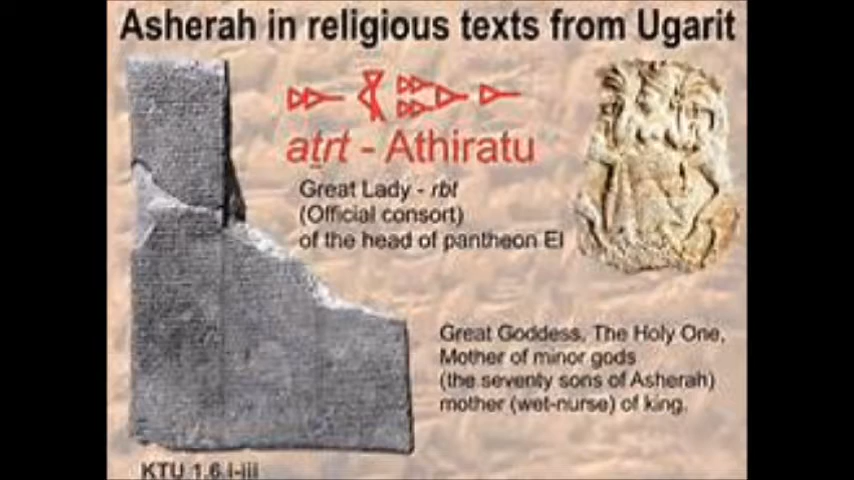 Asherah in religious texts from Ugarit
𐎀𐎘𐎗𐎚
aṯrt - Athiratu
Great Lady - rbt
(Official consort)
of the head of pantheon El
Great Goddess, The Holy One,
Mother of minor gods
(the seventy sons of Asherah)
mother (wet-nurse) of king.
KTU 1.6 i-iii